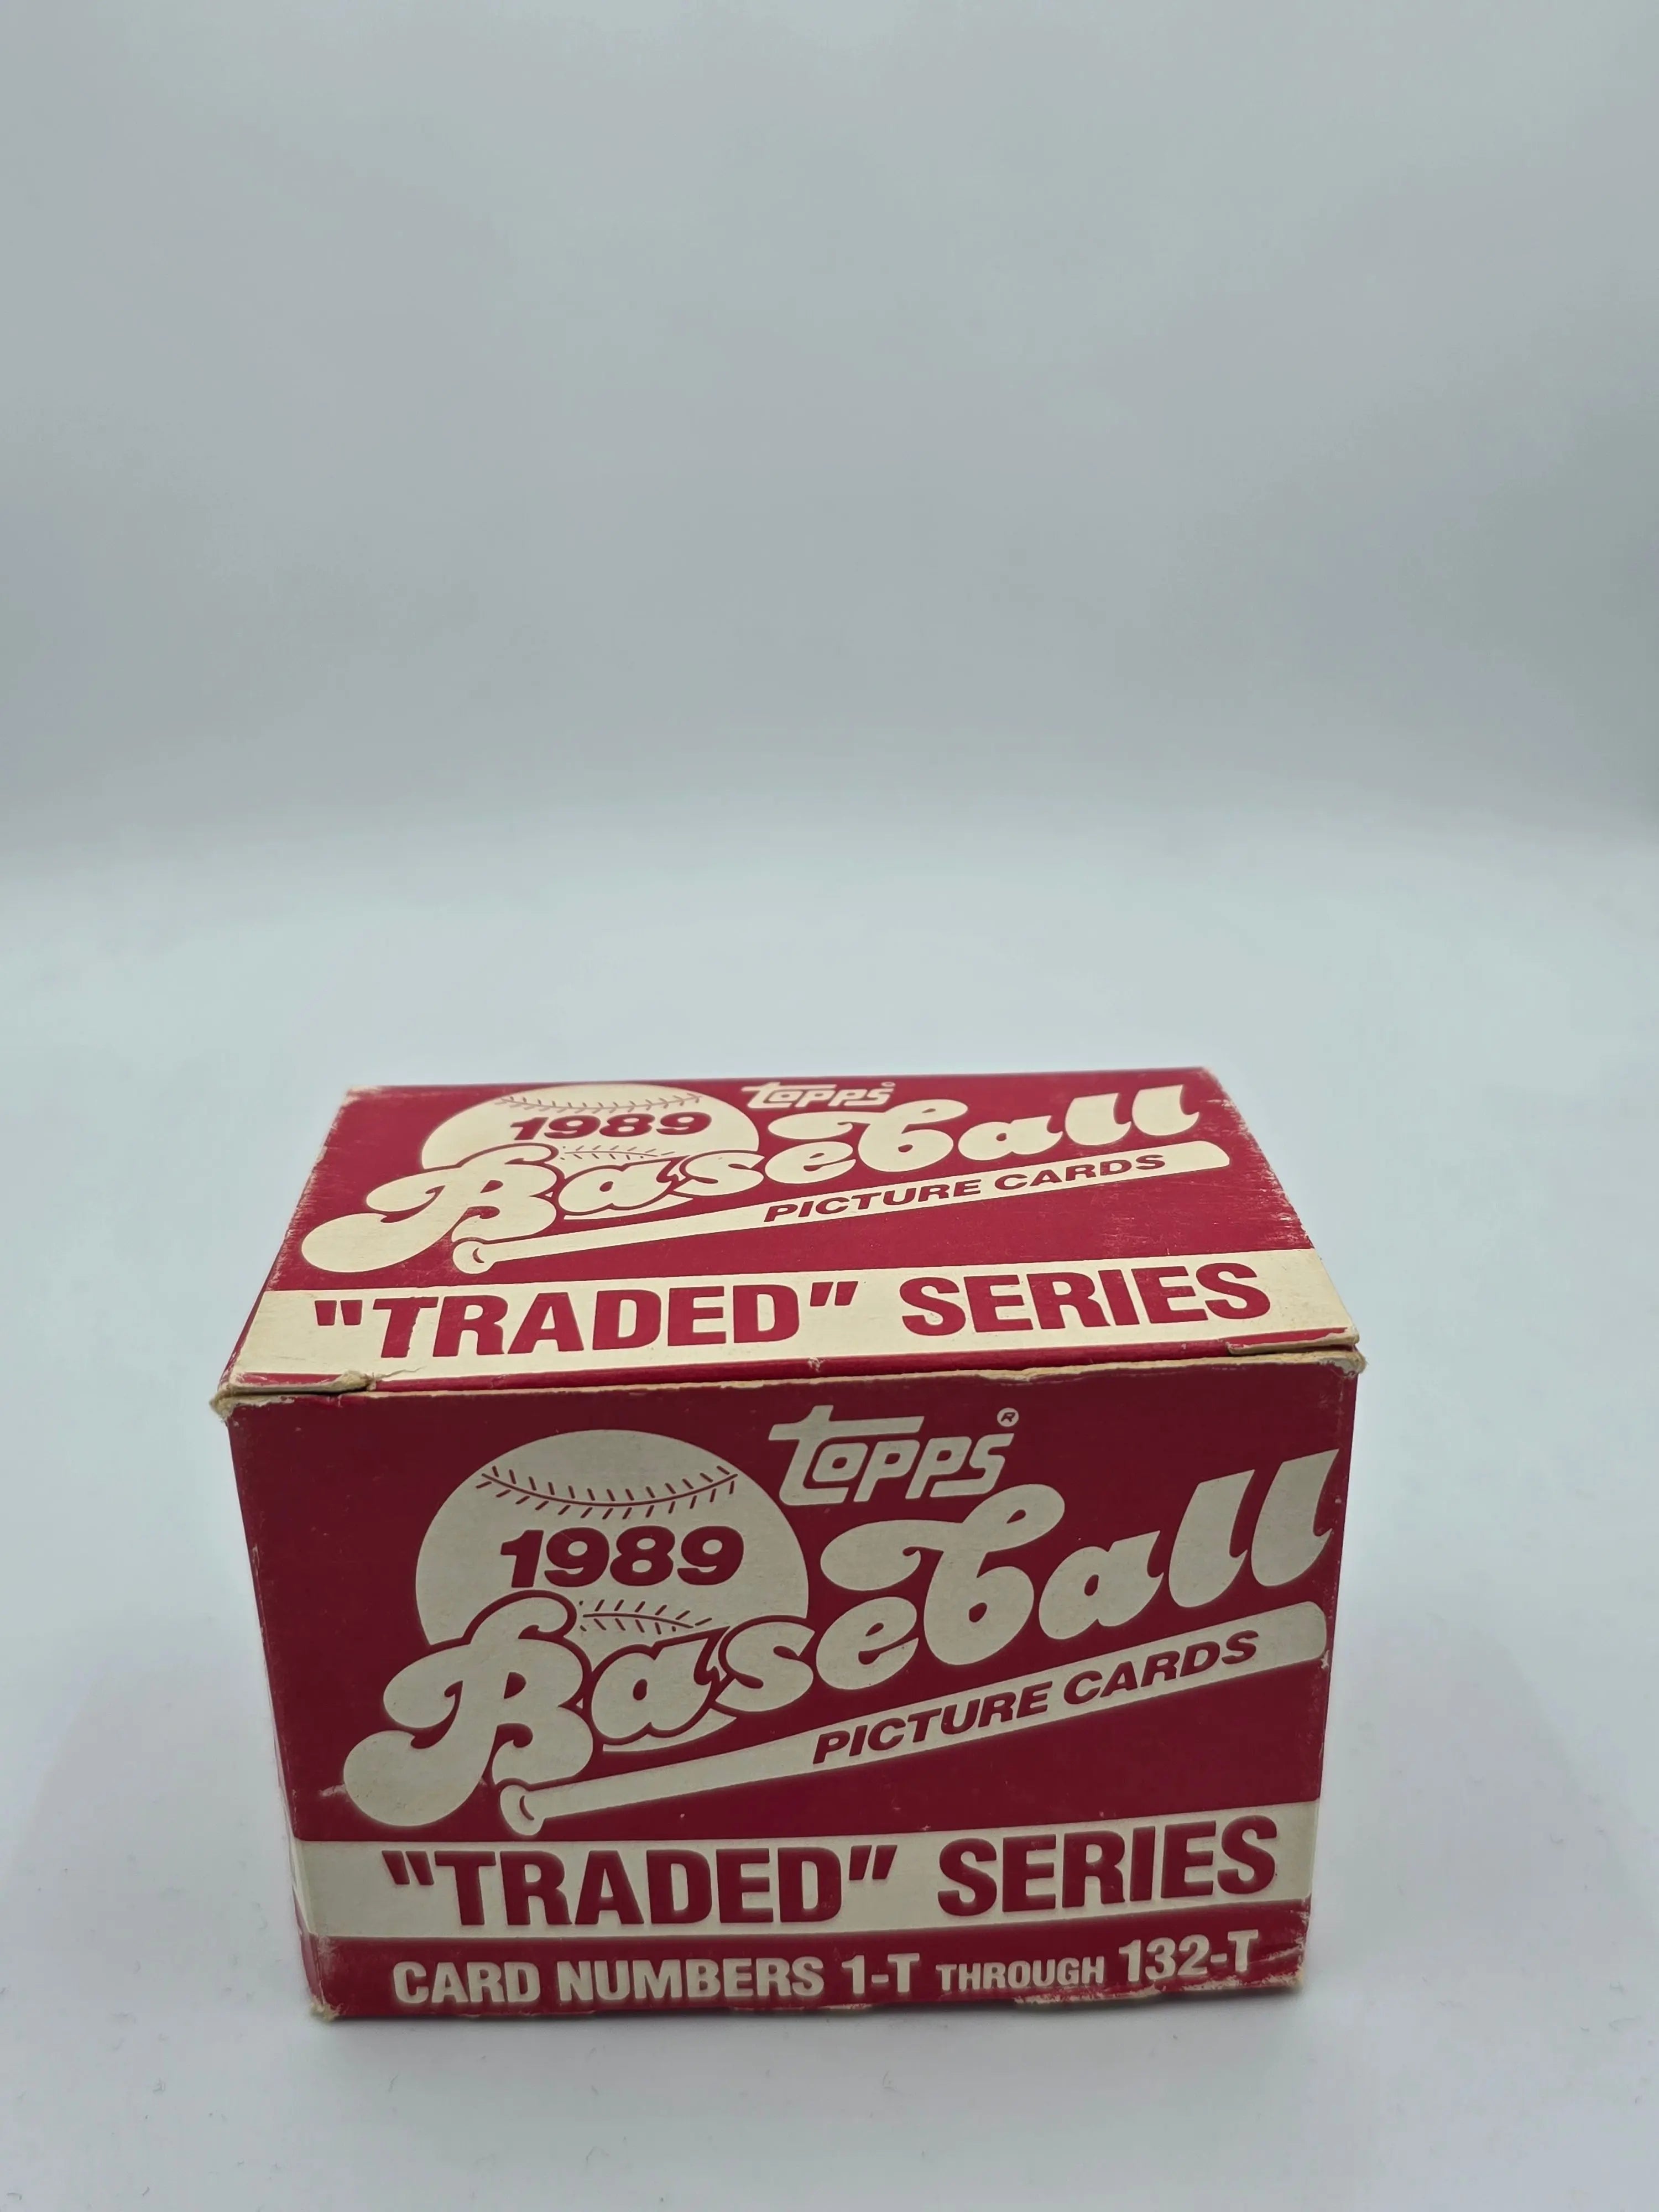 topps®
1989
Baseball
PICTURE CARDS
"TRADED" SERIES
topps®
1989
Baseball
PICTURE CARDS
"TRADED" SERIES
CARD NUMBERS 1-T THROUGH 132-T